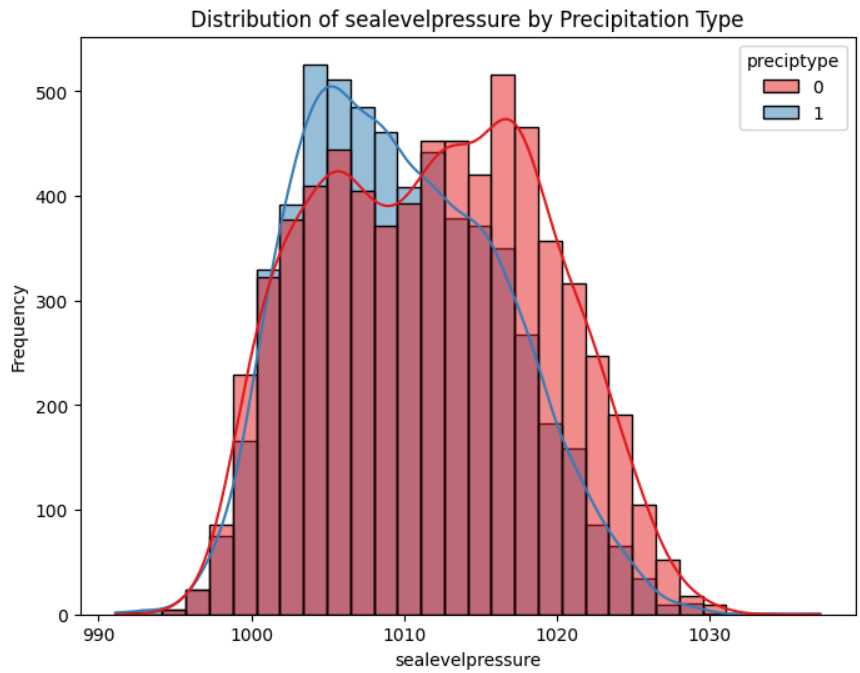 Distribution of sealevelpressure by Precipitation Type
preciptype
0
1
500
400
300
200
100
0
Frequency
990 1000 1010 1020 1030
sealevelpressure